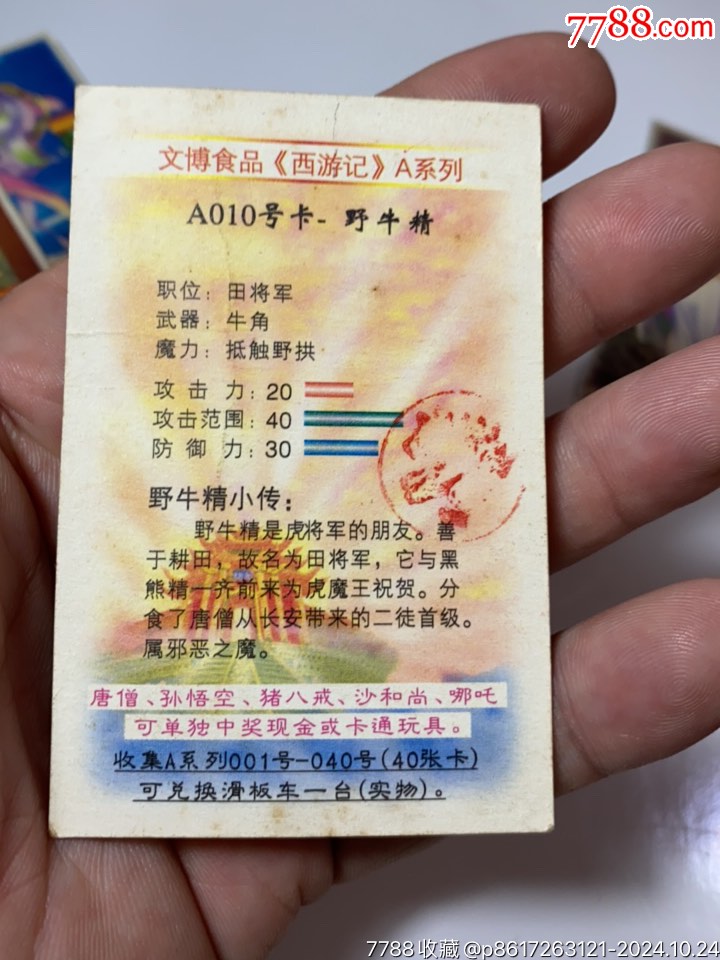 7788.com
文博食品《西游记》A系列
A010号卡- 野牛精
职位：田将军
武器：牛角
魔力：抵触野拱
攻击力：20
攻击范围：40
防御力：30
野牛精小传：
野牛精是虎将军的朋友。善
于耕田，故名为田将军，它与黑
熊精一齐前来为虎魔王祝贺。分
食了唐僧从长安带来的二徒首级。
属邪恶之魔。
唐僧、孙悟空、猪八戒、沙和尚、哪吒
可单独中奖现金或卡通玩具。
收集A系列001号-040号(40张卡)
可兑换滑板车一台(实物)。
7788收藏 @p8617263121-2024.10.24